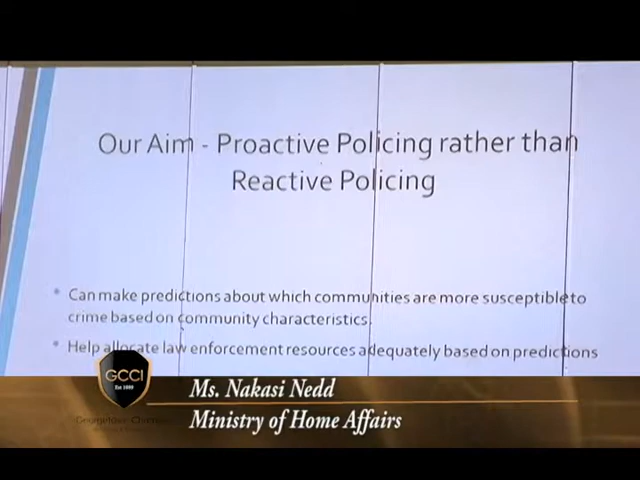 Our Aim - Proactive Policing rather than
Reactive Policing
• Can make predictions about which communities are more susceptible to
crime based on community characteristics.
• Help allocate law enforcement resources adequately based on predictions
GCCI
Est 1889
Ms. Nakasi Nedd
Georgetown Chamber
Ministry of Home Affairs